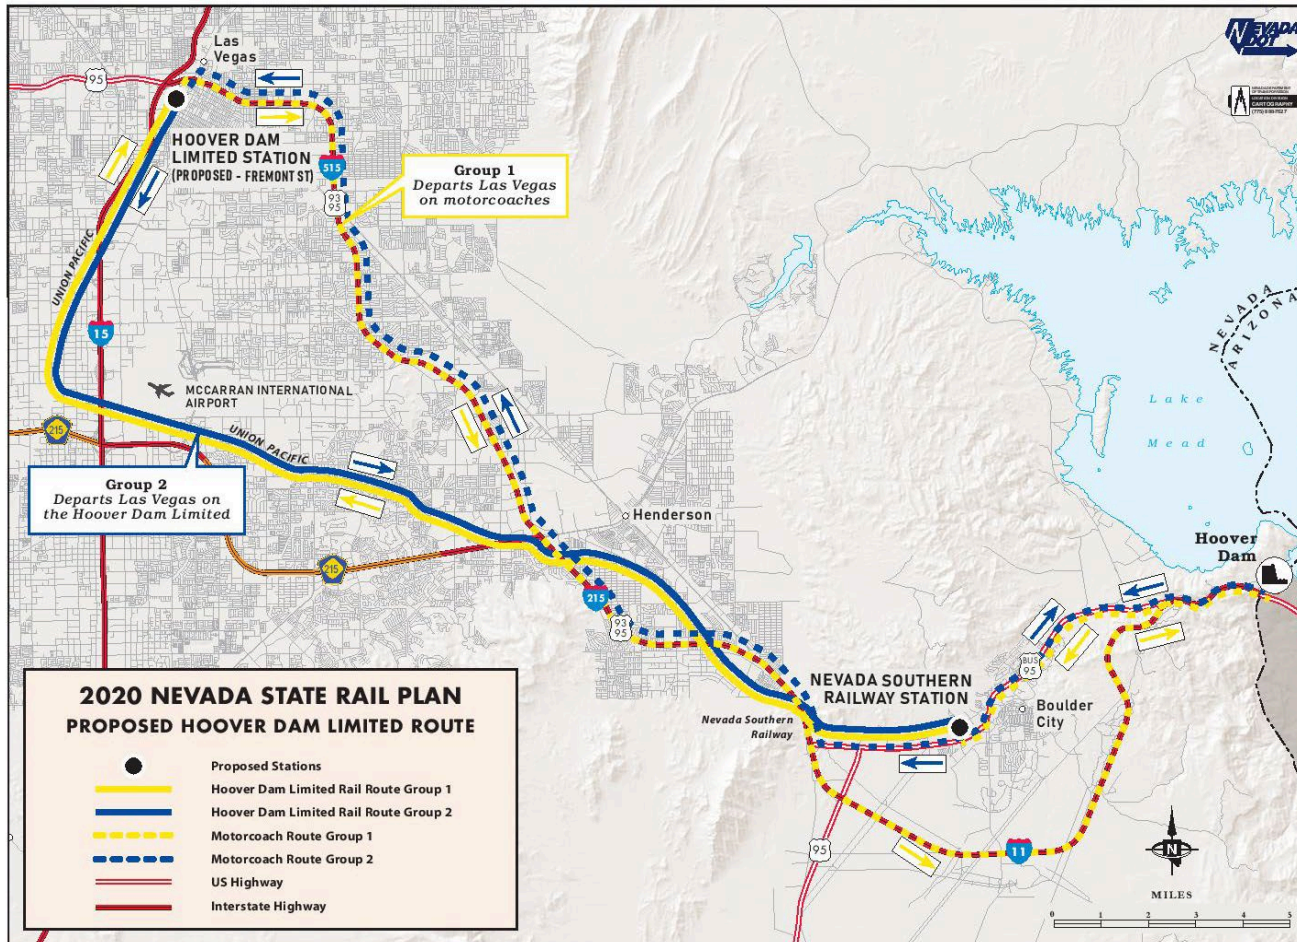 Las
Vegas
95
NEVADA
DOT
CARTOGRAPHY
HOOVER DAM
LIMITED STATION
(PROPOSED - FREMONT ST)
515
93
95
Group 1
Departs Las Vegas
on motorcoaches
UNION PACIFIC
15
NEVADA
ARIZONA
MCCARRAN INTERNATIONAL
AIRPORT
Lake
Mead
215
UNION PACIFIC
Group 2
Departs Las Vegas on
the Hoover Dam Limited
Henderson
Hoover
Dam
215
215
93
95
BUS
95
NEVADA SOUTHERN
RAILWAY STATION
Boulder
City
Nevada Southern
Railway
95
11
N
MILES
0 1 2 3 4 5
2020 NEVADA STATE RAIL PLAN
PROPOSED HOOVER DAM LIMITED ROUTE
Proposed Stations
Hoover Dam Limited Rail Route Group 1
Hoover Dam Limited Rail Route Group 2
Motorcoach Route Group 1
Motorcoach Route Group 2
US Highway
Interstate Highway